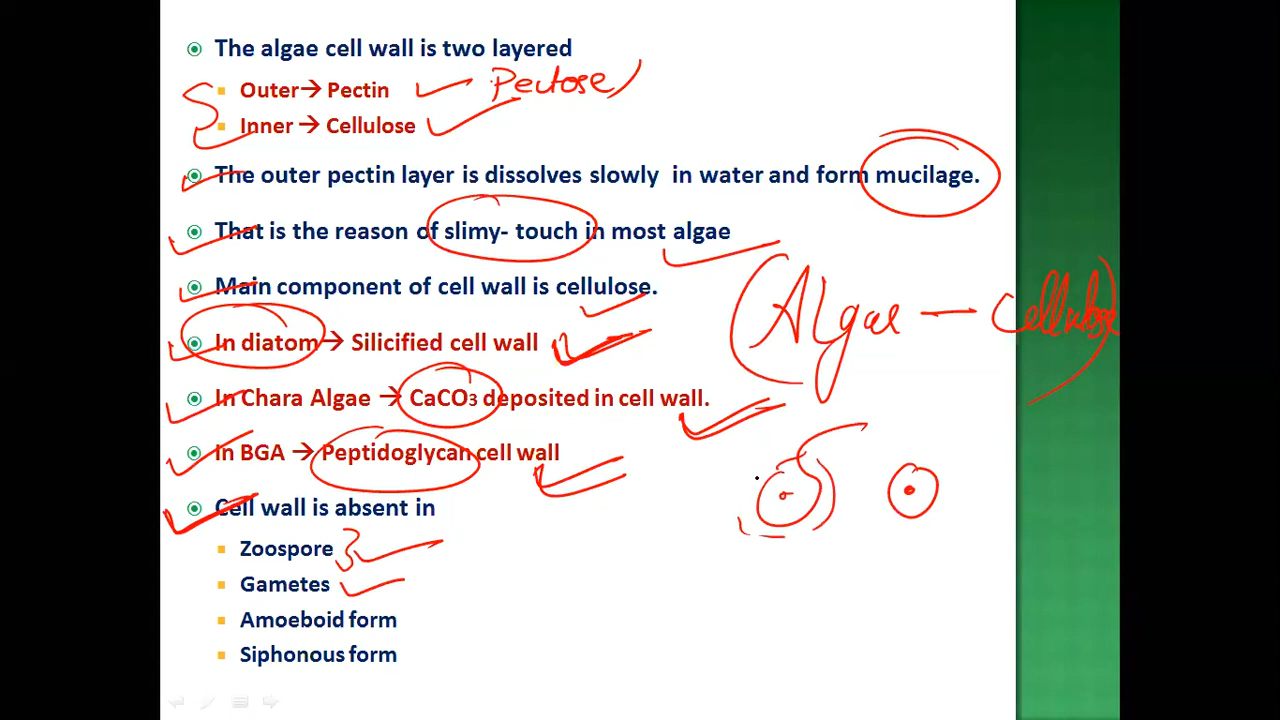 The algae cell wall is two layered
Outer→ Pectin Pectose
Inner → Cellulose
The outer pectin layer is dissolves slowly in water and form mucilage.
That is the reason of slimy- touch in most algae
Main component of cell wall is cellulose.
(Algae — Cellulose)
In diatom→ Silicified cell wall
In Chara Algae → CaCO3 deposited in cell wall.
In BGA → Peptidoglycan cell wall
Cell wall is absent in
Zoospore
Gametes
Amoeboid form
Siphonous form